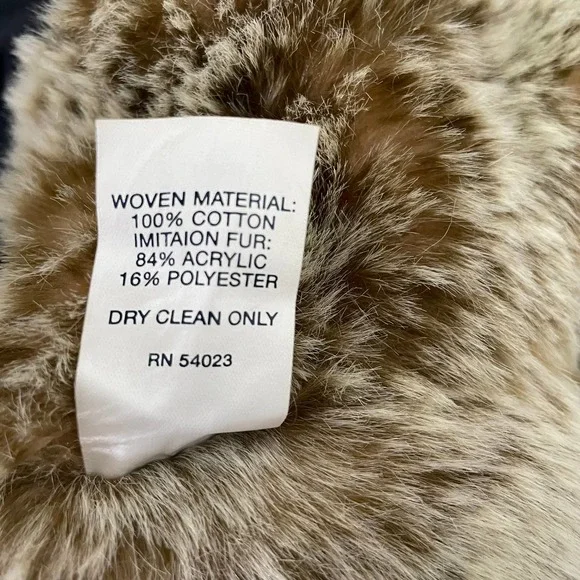 WOVEN MATERIAL:
100% COTTON
IMITAION FUR:
84% ACRYLIC
16% POLYESTER
DRY CLEAN ONLY
RN 54023